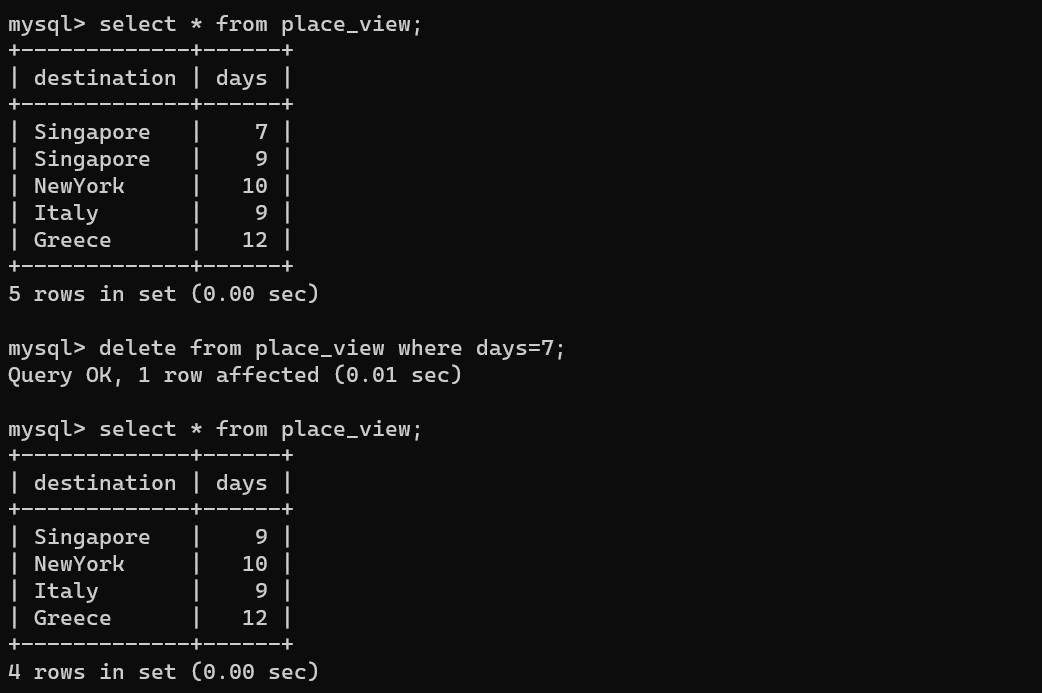 mysql> select * from place_view;
+-------------+------+
| destination | days |
+-------------+------+
| Singapore   |    7 |
| Singapore   |    9 |
| NewYork     |   10 |
| Italy       |    9 |
| Greece      |   12 |
+-------------+------+
5 rows in set (0.00 sec)

mysql> delete from place_view where days=7;
Query OK, 1 row affected (0.01 sec)

mysql> select * from place_view;
+-------------+------+
| destination | days |
+-------------+------+
| Singapore   |    9 |
| NewYork     |   10 |
| Italy       |    9 |
| Greece      |   12 |
+-------------+------+
4 rows in set (0.00 sec)